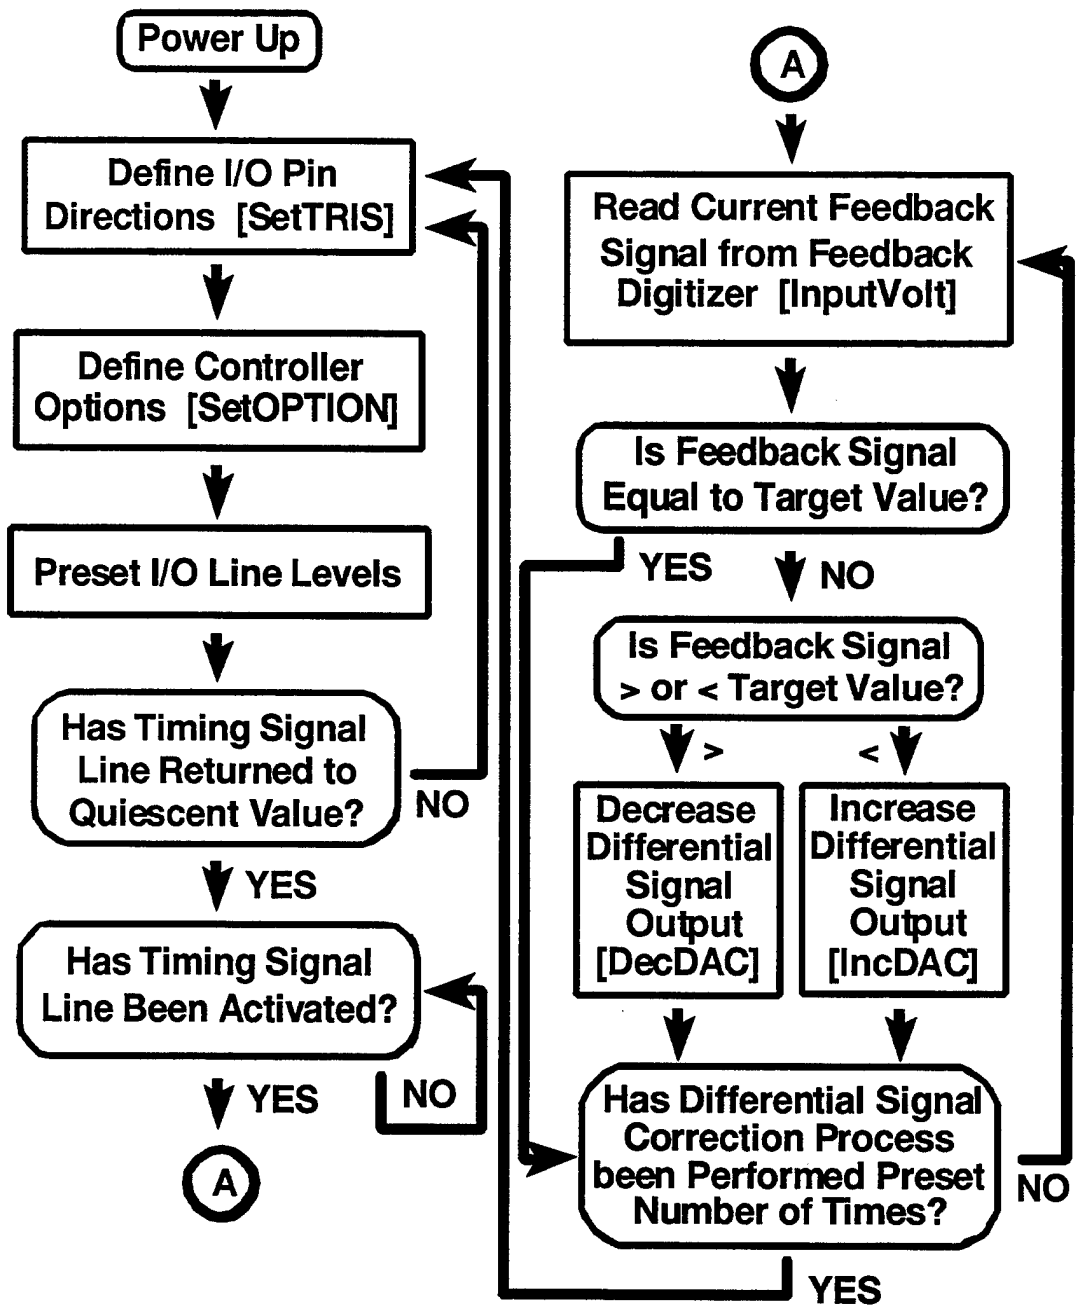 Power Up
Define I/O Pin
Directions [SetTRIS]
Define Controller
Options [SetOPTION]
Preset I/O Line Levels
Has Timing Signal
Line Returned to
Quiescent Value?
NO
YES
Has Timing Signal
Line Been Activated?
NO
YES
A
A
Read Current Feedback
Signal from Feedback
Digitizer [InputVolt]
Is Feedback Signal
Equal to Target Value?
YES
NO
Is Feedback Signal
> or < Target Value?
>
<
Decrease
Differential
Signal
Output
[DecDAC]
Increase
Differential
Signal
Output
[IncDAC]
Has Differential Signal
Correction Process
been Performed Preset
Number of Times?
NO
YES